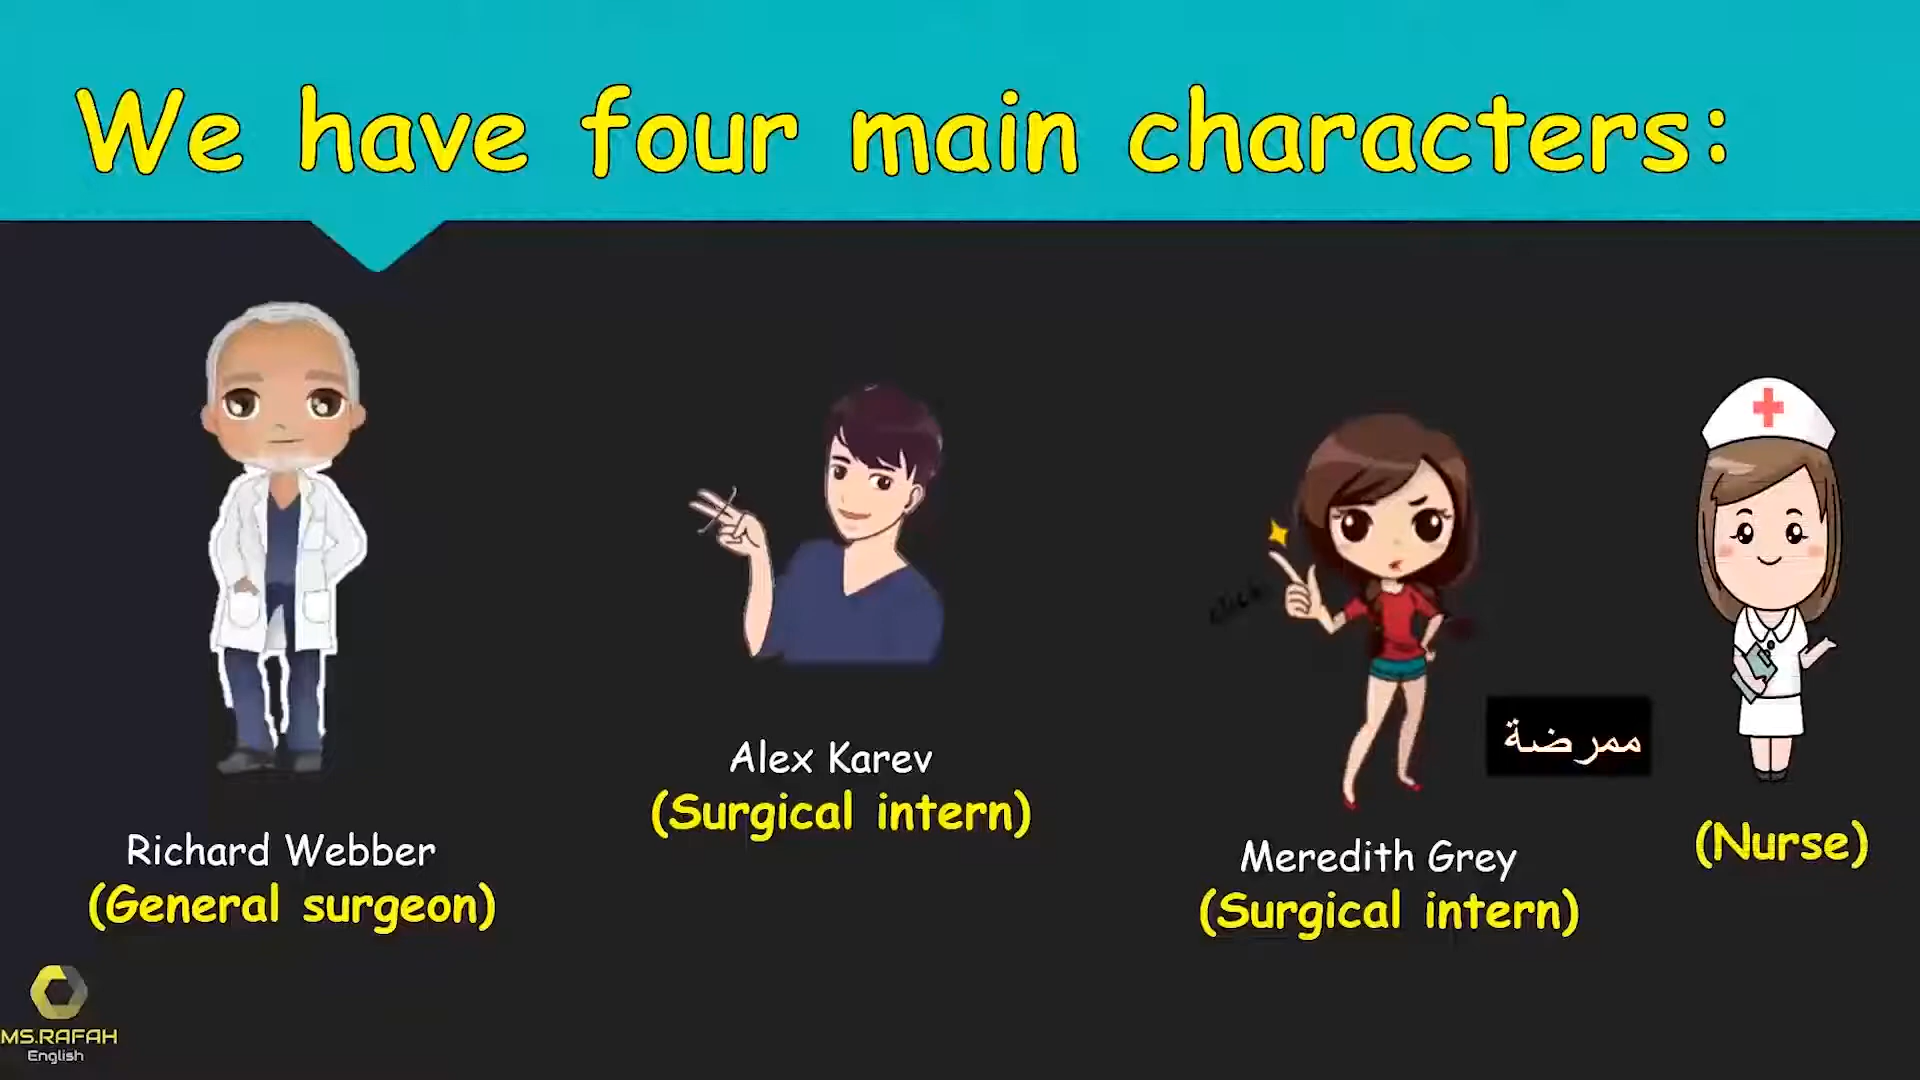 We have four main characters:
Richard Webber
(General surgeon)
Alex Karev
(Surgical intern)
Meredith Grey
(Surgical intern)
ممرضة
(Nurse)
MS.RAFAH
English